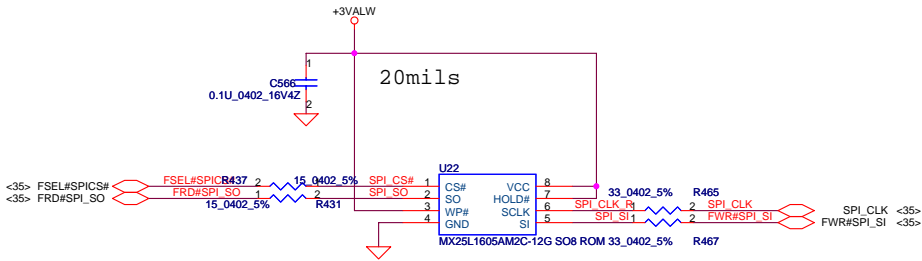 +3VALW
1
C566
0.1U_0402_16V4Z
2
20mils
U22
<35> FSEL#SPICS# FSEL#SPICS# R437 2 15_0402_5% 1 SPI_CS# 1 CS# VCC 8 33_0402_5% R465
<35> FRD#SPI_SO FRD#SPI_SO 1 2 SPI_SO 2 SO HOLD# 7
15_0402_5% R431 3 WP# SCLK 6 SPI_CLK_R 1 2 SPI_CLK SPI_CLK <35>
4 GND SI 5 SPI_SI 1 2 FWR#SPI_SI FWR#SPI_SI <35>
MX25L1605AM2C-12G SO8 ROM 33_0402_5% R467